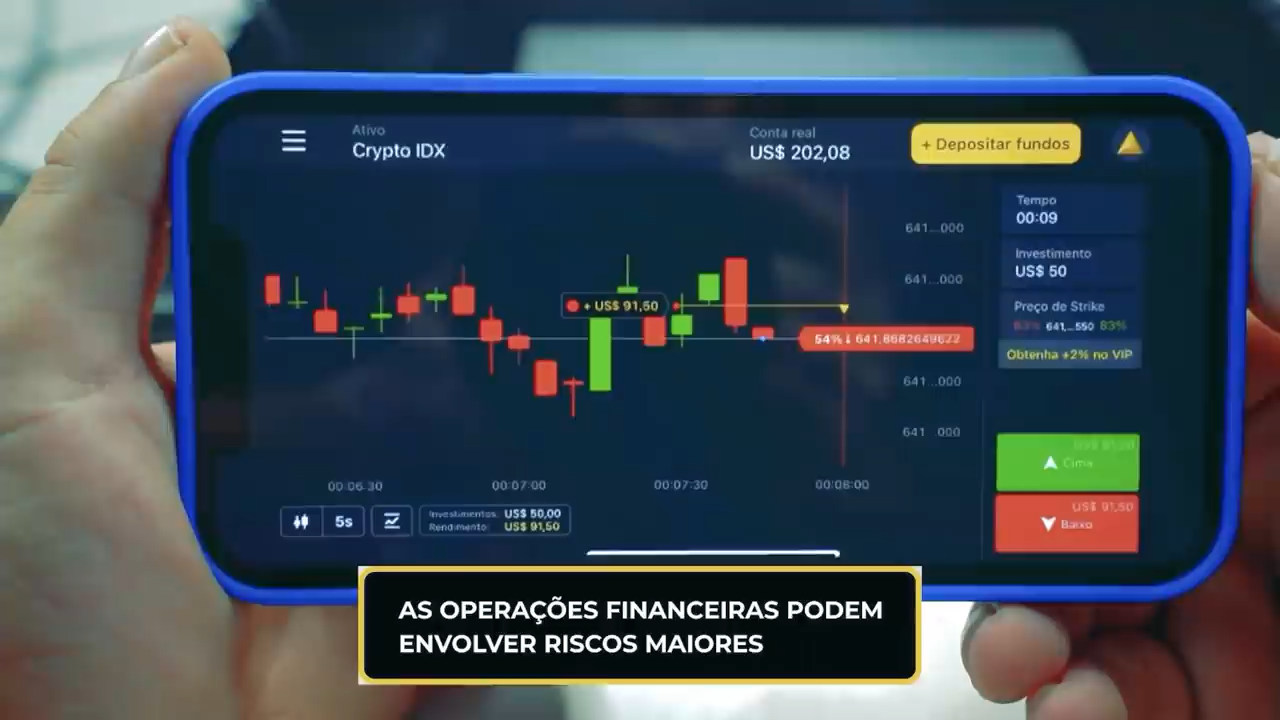 Ativo
Crypto IDX
Conta real
US$ 202,08
+ Depositar fundos
Tempo
00:09
Investimento
US$ 50
Preço de Strike
83% 641,..550 83%
Obtenha +2% no VIP
641...000
641...000
+ US$ 91,50
54%
641...000
641...000
Cima
US$ 91,50
Baixo
00:06:30
00:07:00
00:07:30
00:08:00
5s
Investimentos: US$ 50,00
Rendimento: US$ 91,50
AS OPERAÇÕES FINANCEIRAS PODEM
ENVOLVER RISCOS MAIORES